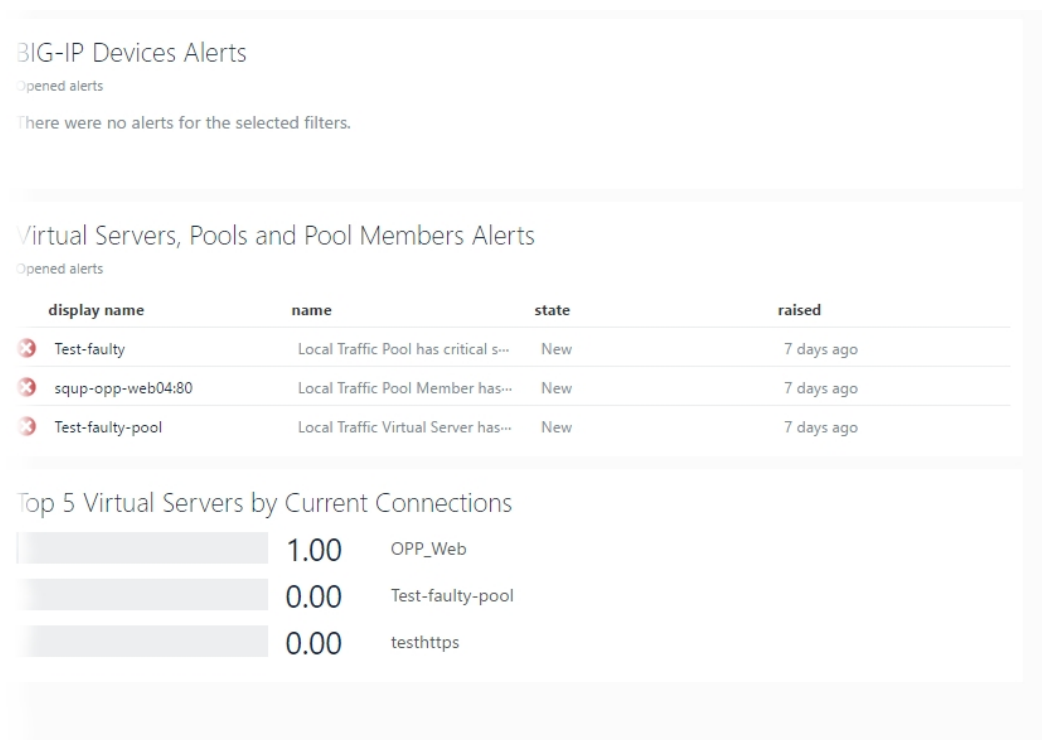 BIG-IP Devices Alerts
Opened alerts
There were no alerts for the selected filters.
Virtual Servers, Pools and Pool Members Alerts
Opened alerts
display name name state raised
Test-faulty Local Traffic Pool has critical s... New 7 days ago
squp-opp-web04:80 Local Traffic Pool Member has... New 7 days ago
Test-faulty-pool Local Traffic Virtual Server has... New 7 days ago
Top 5 Virtual Servers by Current Connections
1.00 OPP_Web
0.00 Test-faulty-pool
0.00 testhttps